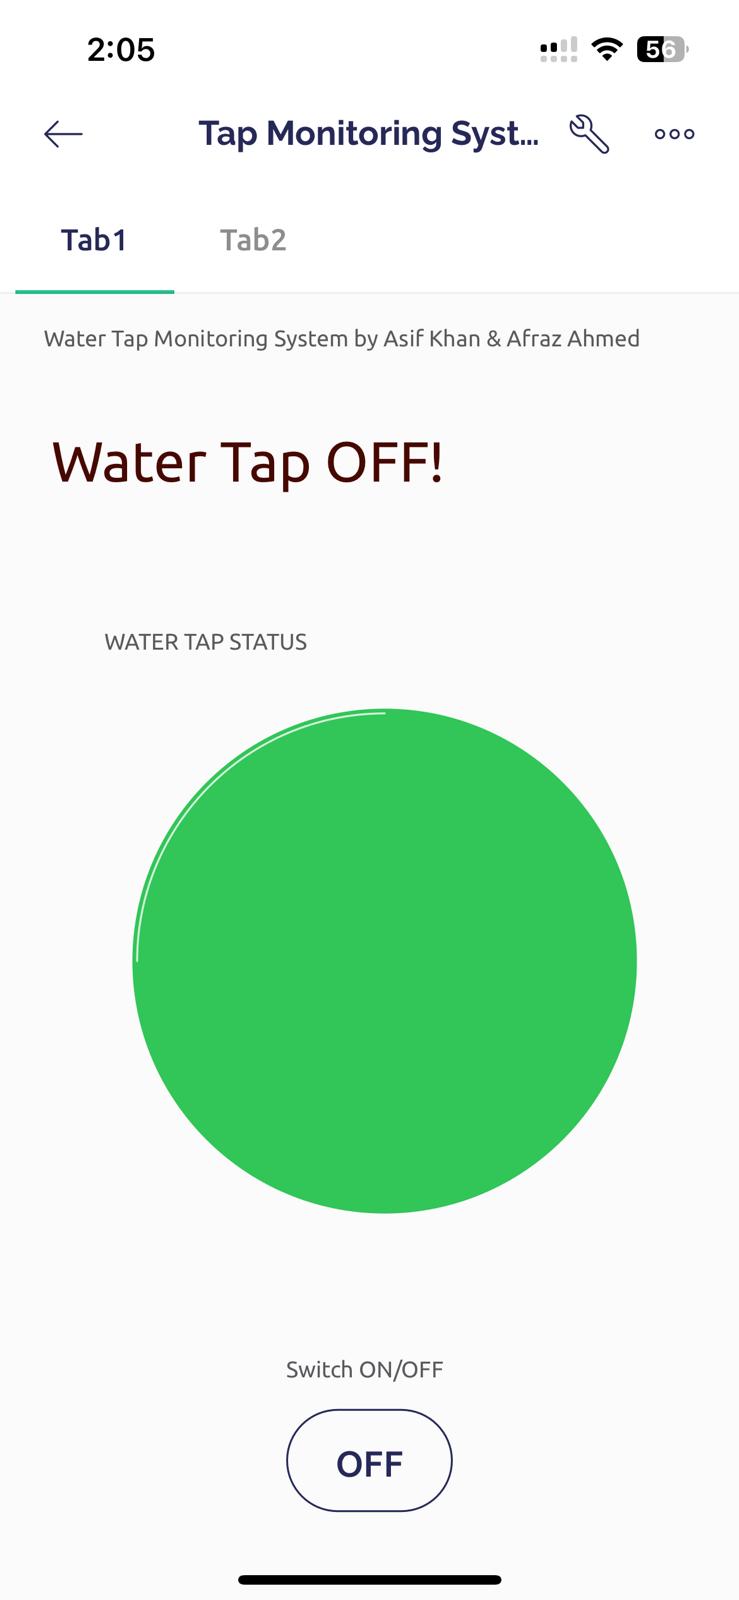 2:05
56
Tap Monitoring Syst...
Tab1
Tab2
Water Tap Monitoring System by Asif Khan & Afraz Ahmed
Water Tap OFF!
WATER TAP STATUS
Switch ON/OFF
OFF